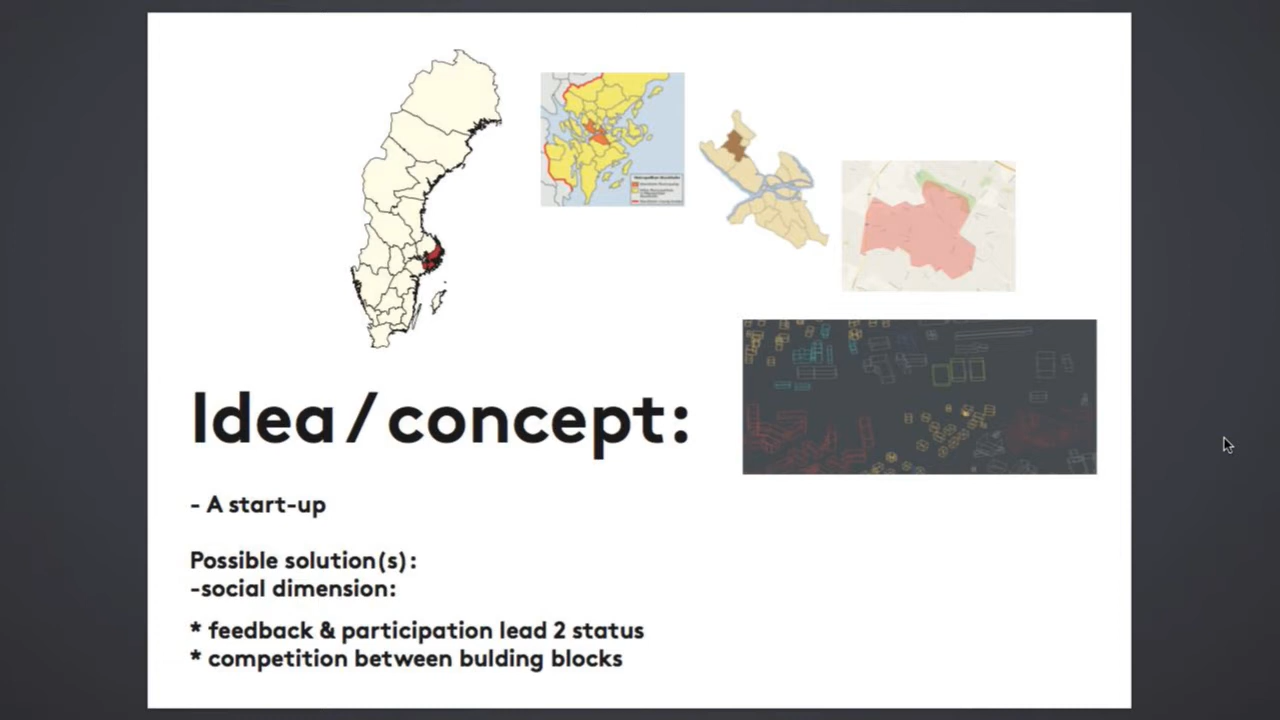 Idea / concept:
- A start-up
Possible solution(s):
-social dimension:
* feedback & participation lead 2 status
* competition between bulding blocks